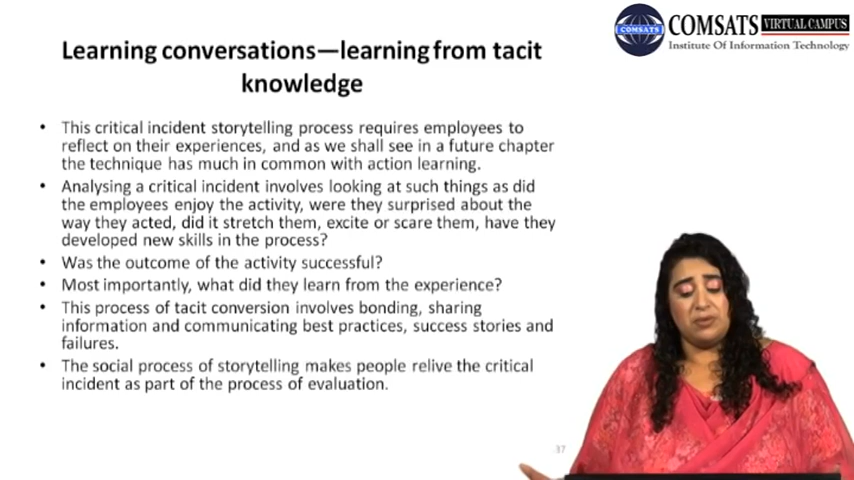 COMSATS
COMSATS VIRTUAL CAMPUS
Institute Of Information Technology
Learning conversations—learning from tacit
knowledge
• This critical incident storytelling process requires employees to
reflect on their experiences, and as we shall see in a future chapter
the technique has much in common with action learning.
• Analysing a critical incident involves looking at such things as did
the employees enjoy the activity, were they surprised about the
way they acted, did it stretch them, excite or scare them, have they
developed new skills in the process?
• Was the outcome of the activity successful?
• Most importantly, what did they learn from the experience?
• This process of tacit conversion involves bonding, sharing
information and communicating best practices, success stories and
failures.
• The social process of storytelling makes people relive the critical
incident as part of the process of evaluation.
37